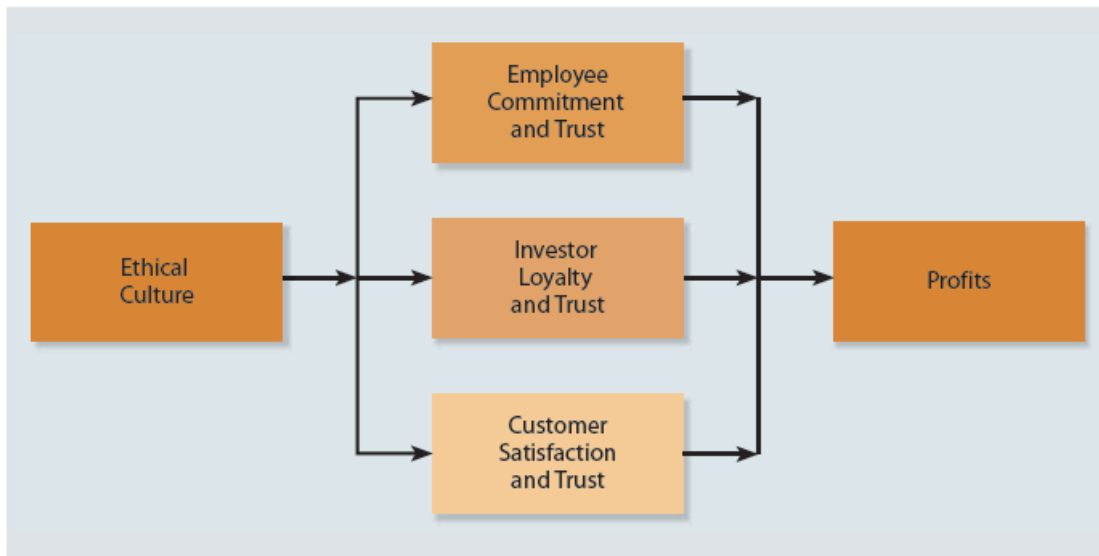 Ethical
Culture
Employee
Commitment
and Trust
Investor
Loyalty
and Trust
Customer
Satisfaction
and Trust
Profits